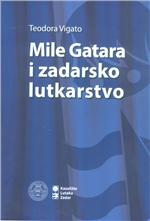 Teodora Vigato
Mile Gatara
i zadarsko
lutkarstvo
Kazalište
Lutaka
Zadar